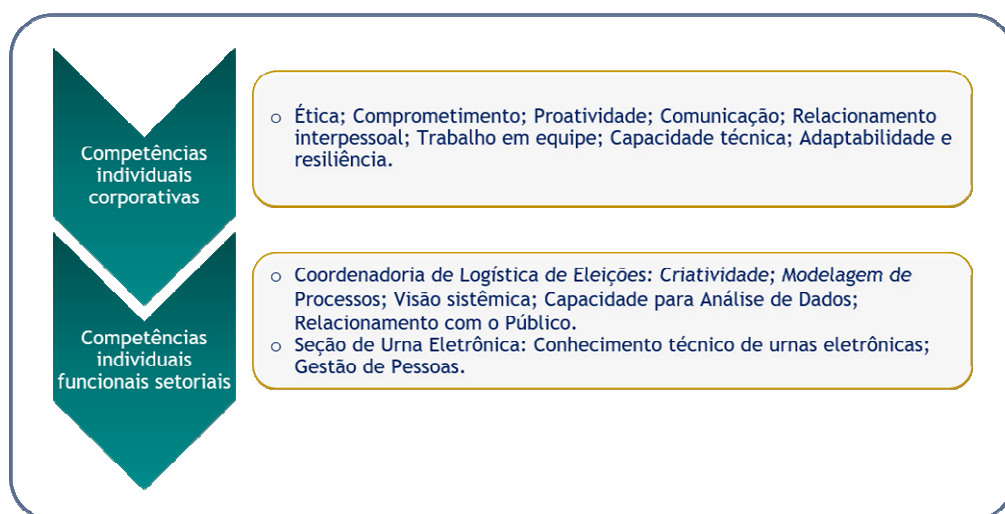 Competências
individuais
corporativas
o Ética; Comprometimento; Proatividade; Comunicação; Relacionamento
interpessoal; Trabalho em equipe; Capacidade técnica; Adaptabilidade e
resiliência.
Competências
individuais
funcionais setoriais
o Coordenadoria de Logística de Eleições: Criatividade; Modelagem de
Processos; Visão sistêmica; Capacidade para Análise de Dados;
Relacionamento com o Público.
o Seção de Urna Eletrônica: Conhecimento técnico de urnas eletrônicas;
Gestão de Pessoas.